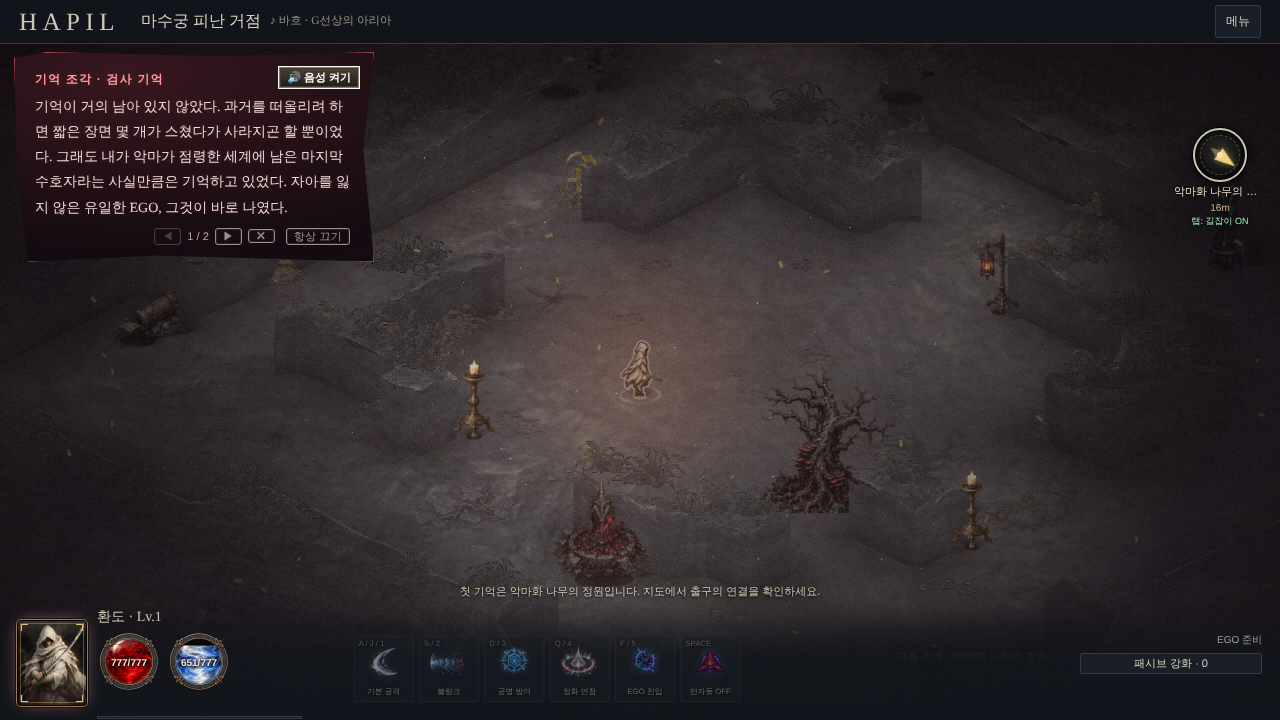 HAPIL
마수궁 피난 거점
♪ 바흐 · G선상의 아리아
메뉴
기억 조각 · 검사 기억
🔊 음성 켜기
기억이 거의 남아 있지 않았다. 과거를 떠올리려 하
면 짧은 장면 몇 개가 스쳤다가 사라지곤 할 뿐이었
다. 그래도 내가 악마가 점령한 세계에 남은 마지막
수호자라는 사실만큼은 기억하고 있었다. 자아를 잃
지 않은 유일한 EGO, 그것이 바로 나였다.
◀ 1 / 2 ▶ ✕ 항상 끄기
악마화 나무의 ...
16m
탭: 길잡이 ON
첫 기억은 악마화 나무의 정원입니다. 지도에서 출구의 연결을 확인하세요.
환도 · Lv.1
777/777
651/777
A / J / 1
기본 공격
S / 2
블링크
D / 3
공명 방어
Q / 4
정화 연참
F / 5
EGO 진입
SPACE
반자동 OFF
EGO 준비
패시브 강화 · 0